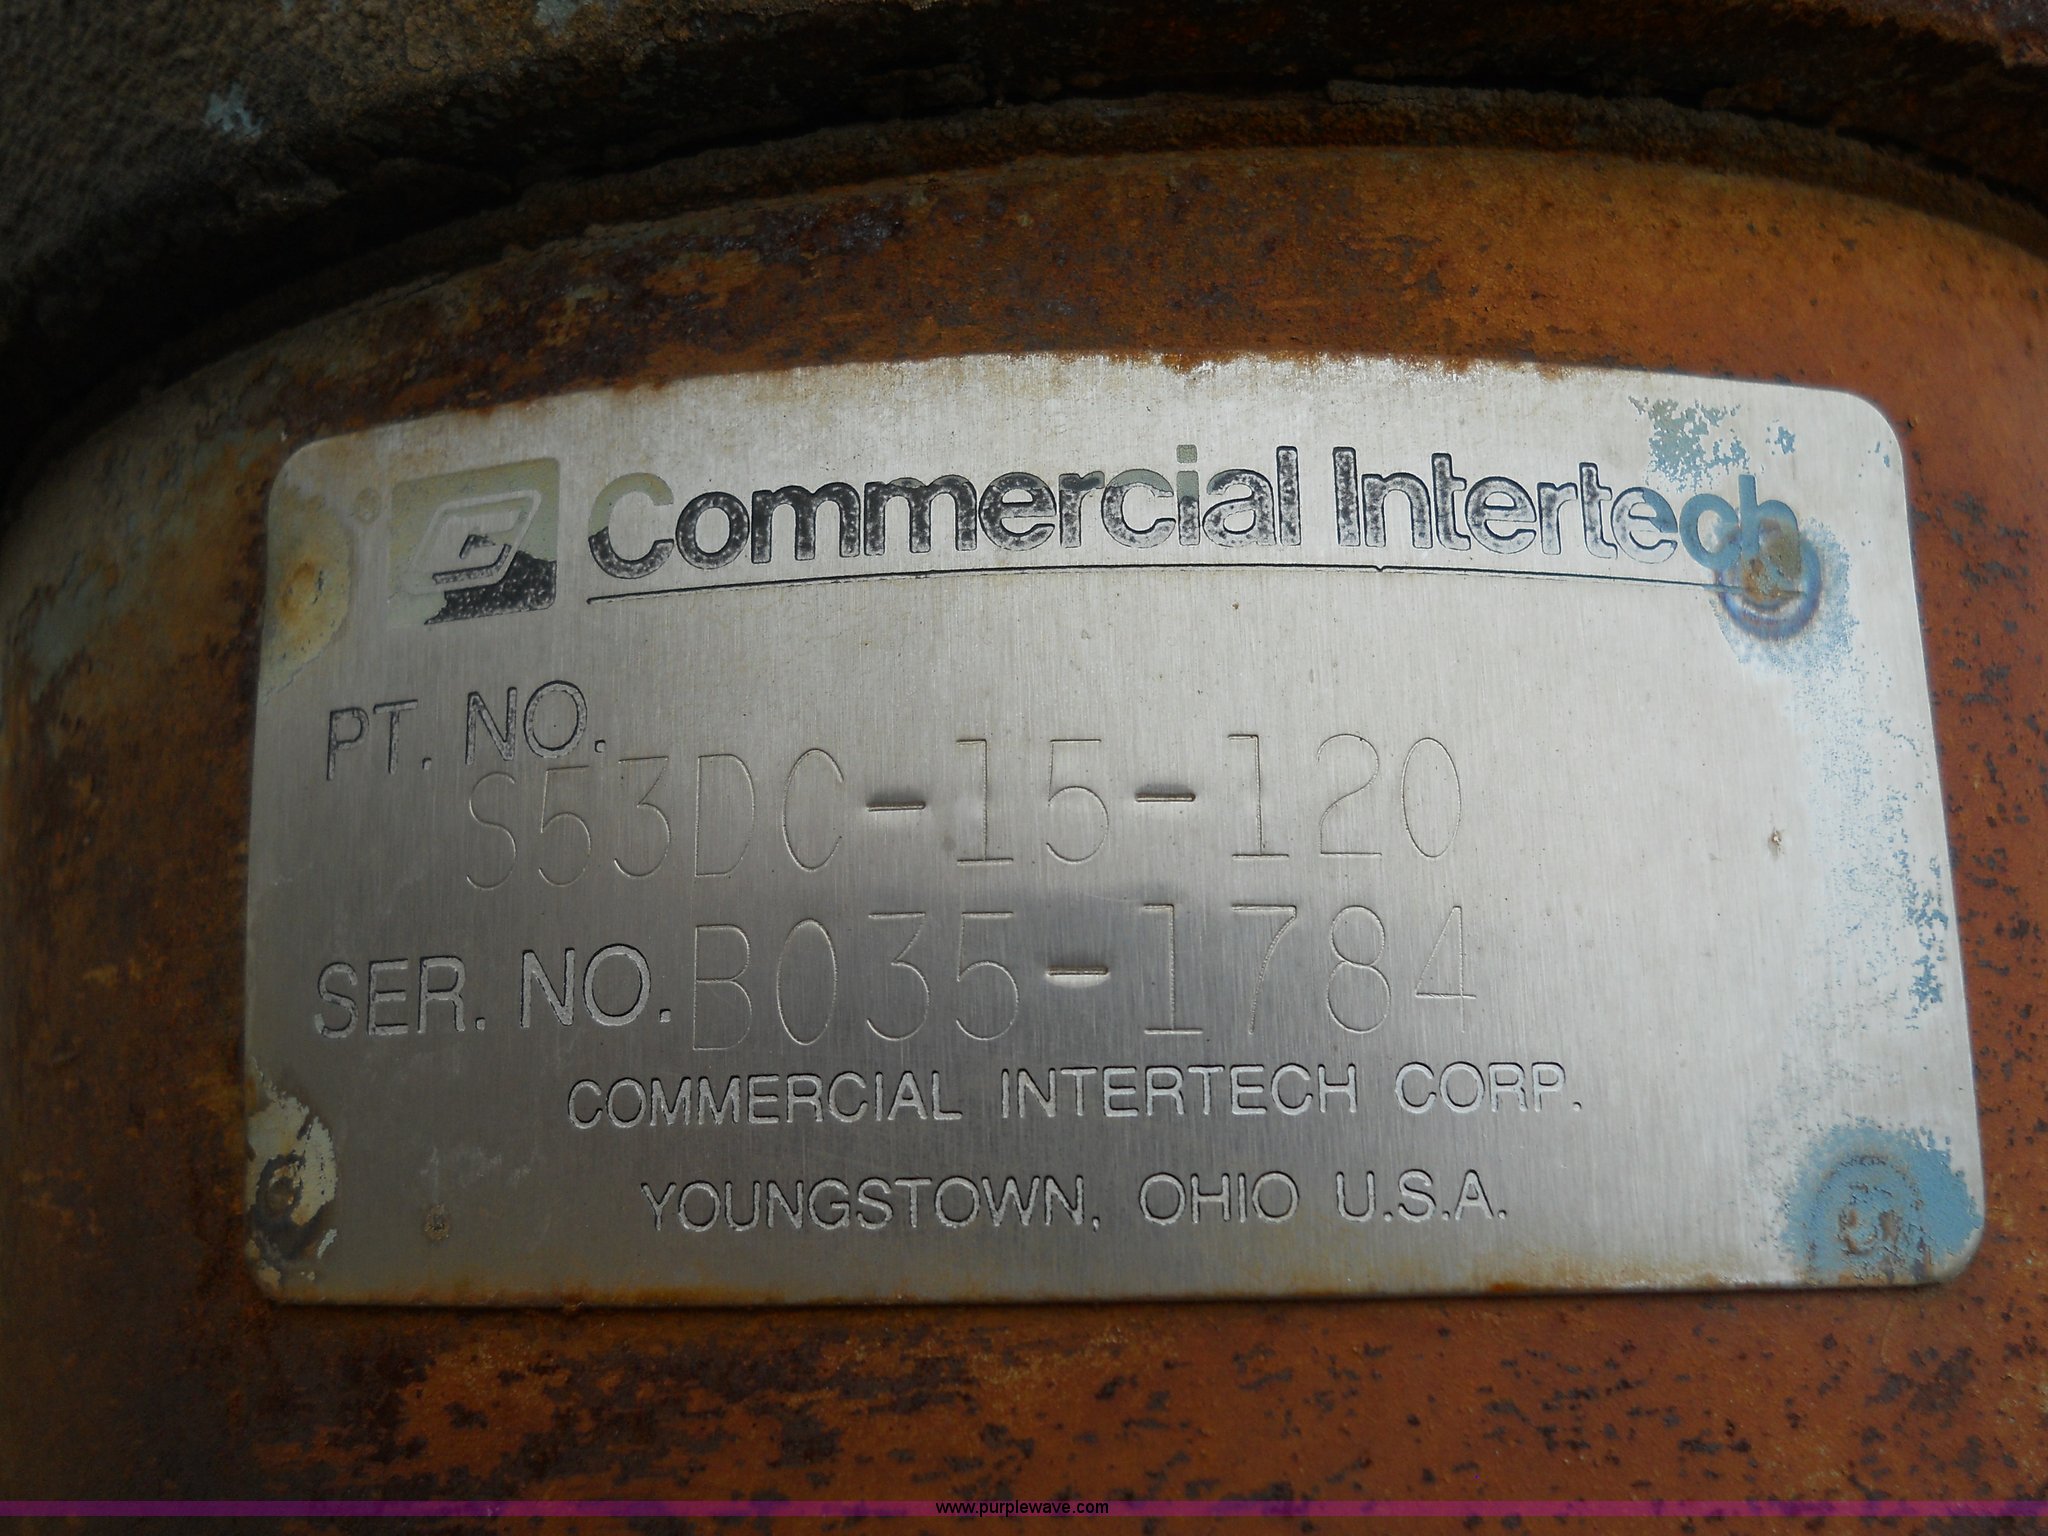 Commercial Intertech
PT. NO.
S53DC-15-120
SER. NO. B035-1784
COMMERCIAL INTERTECH CORP.
YOUNGSTOWN, OHIO U.S.A.
www.purplewave.com